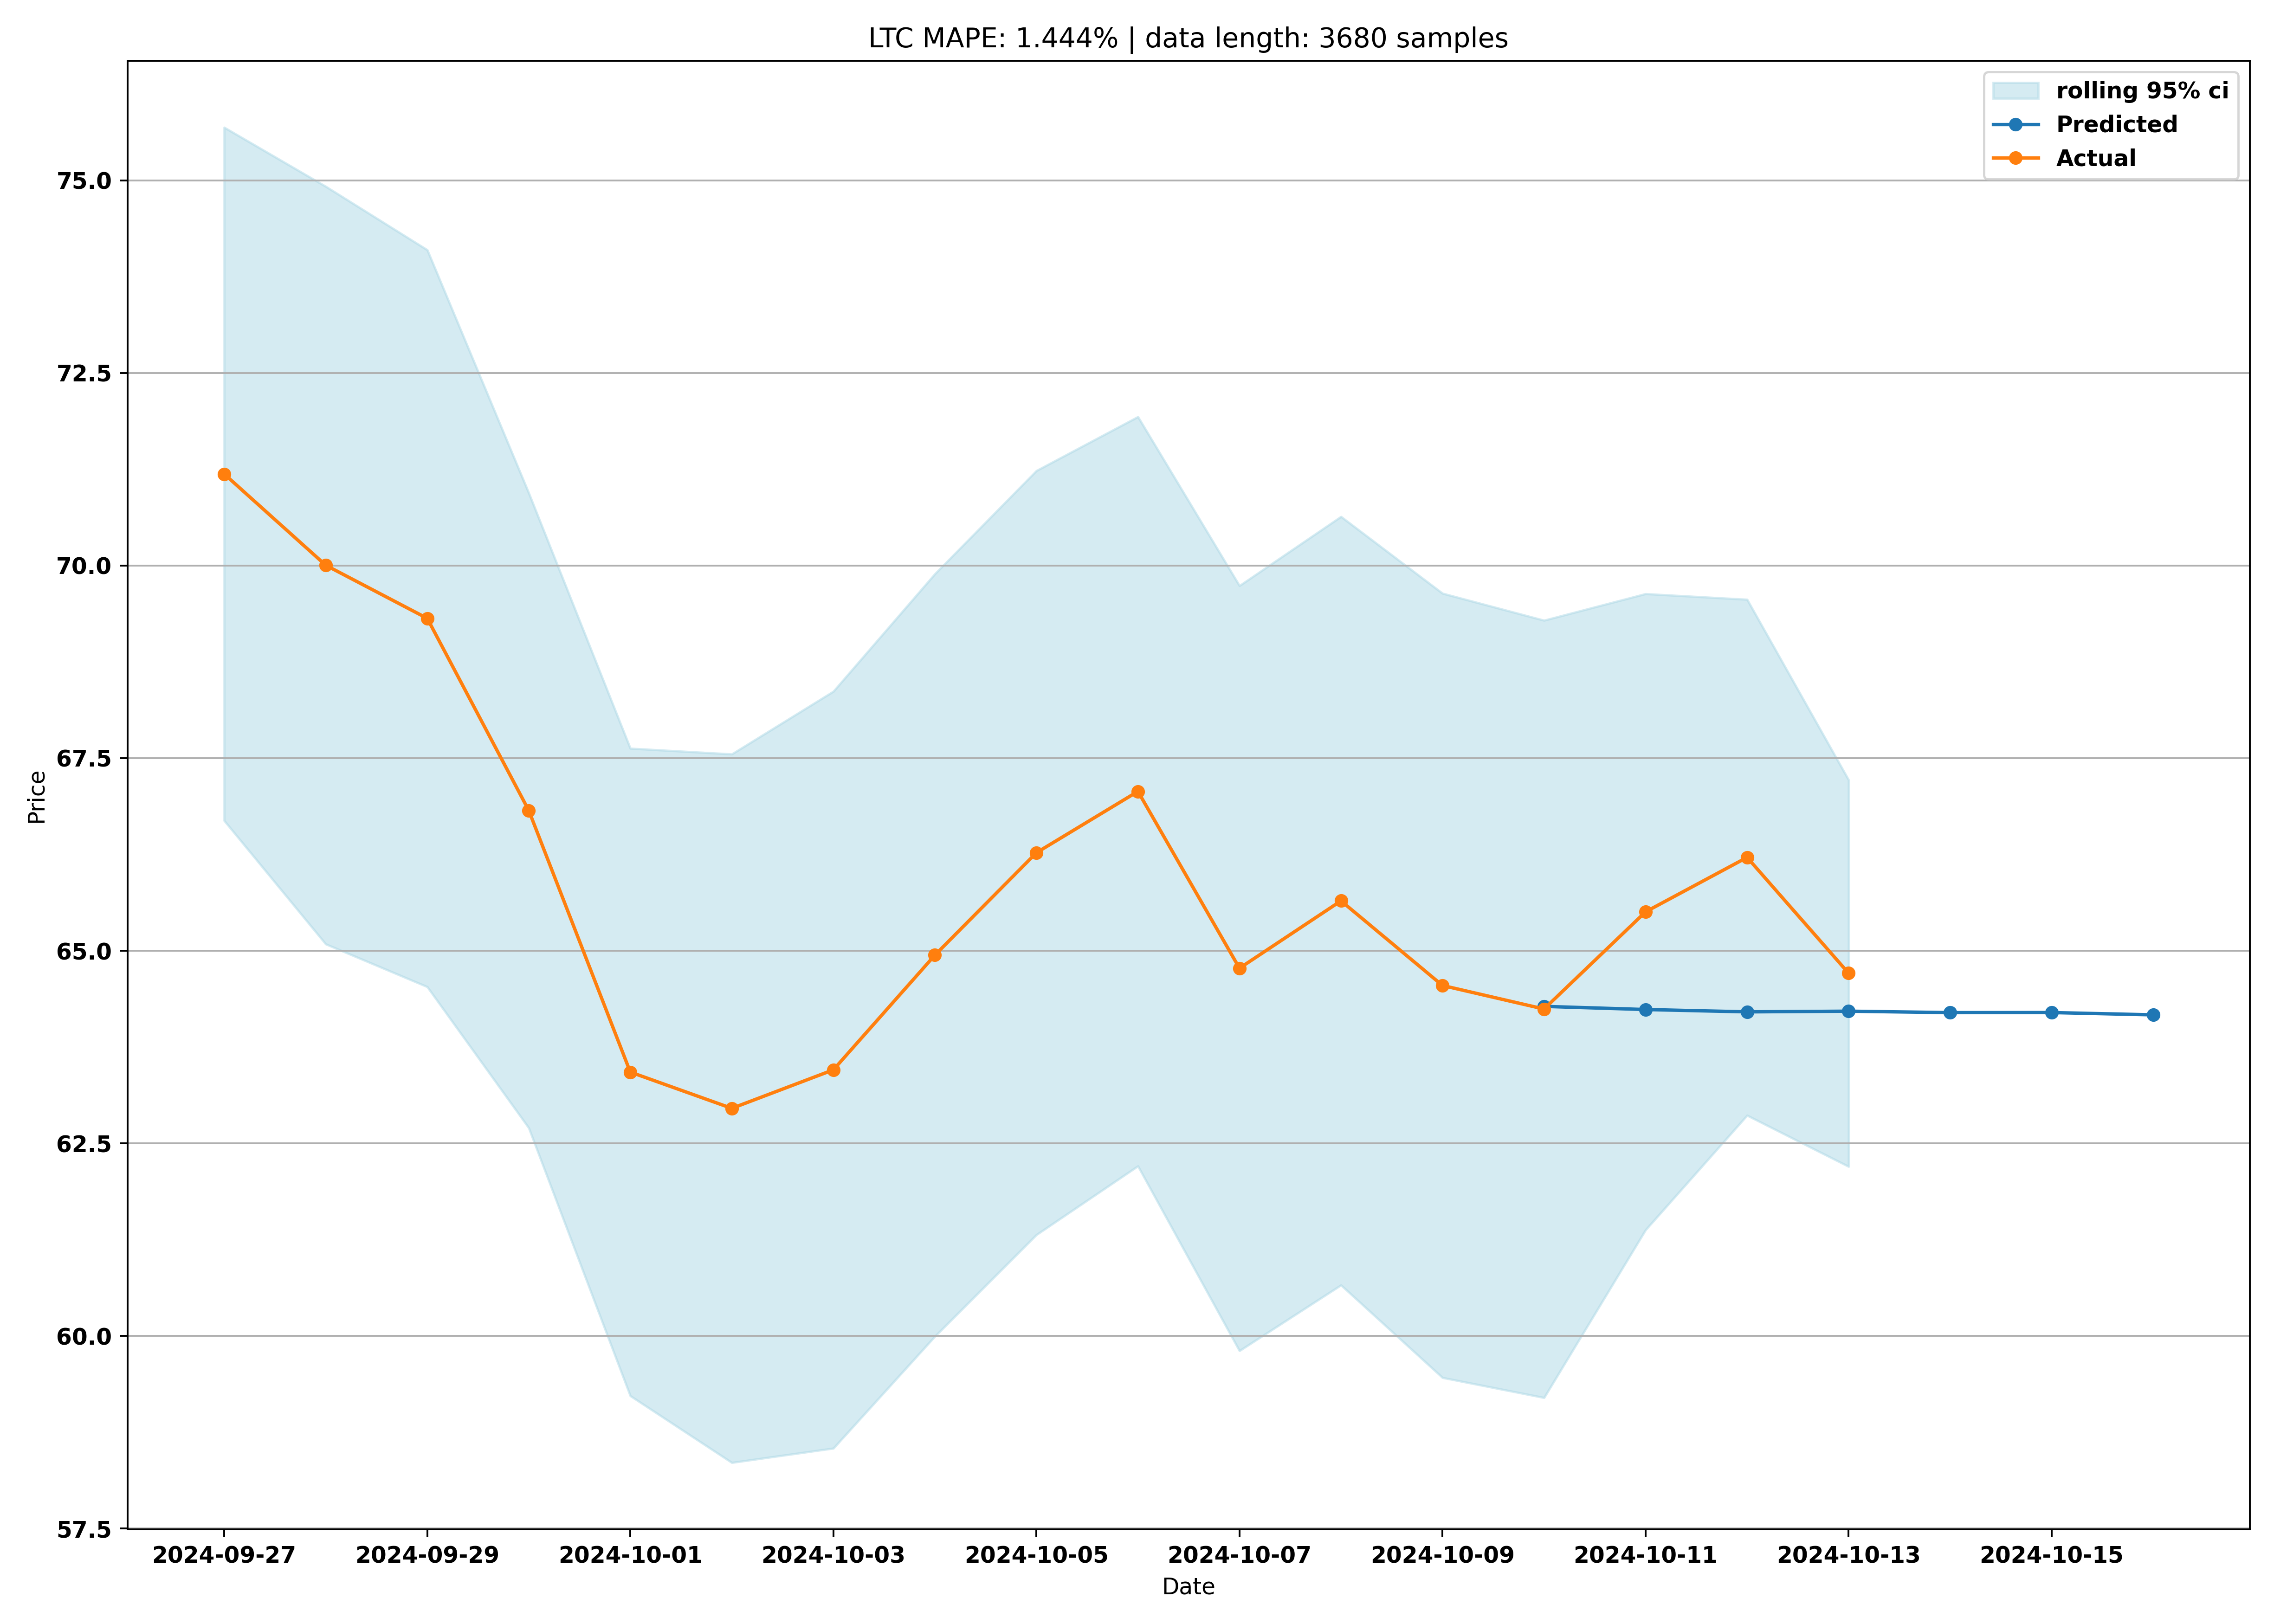 LTC MAPE: 1.444% | data length: 3680 samples
rolling 95% ci
Predicted
Actual
75.0
72.5
70.0
67.5
65.0
62.5
60.0
57.5
Price
2024-09-27 2024-09-29 2024-10-01 2024-10-03 2024-10-05 2024-10-07 2024-10-09 2024-10-11 2024-10-13 2024-10-15
Date